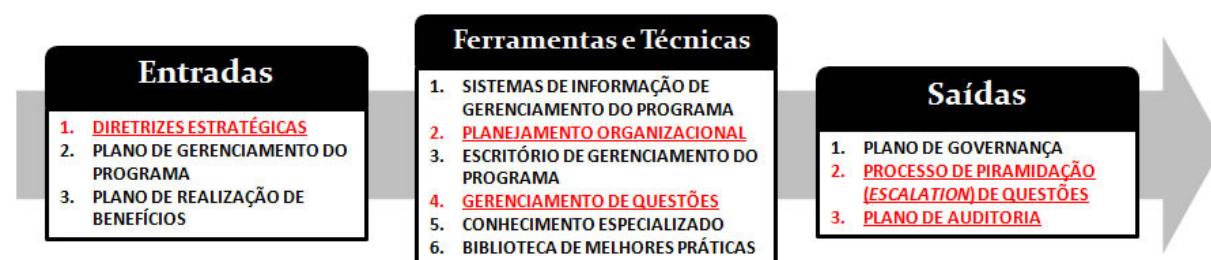 Entradas
1. DIRETRIZES ESTRATÉGICAS
2. PLANO DE GERENCIAMENTO DO
PROGRAMA
3. PLANO DE REALIZAÇÃO DE
BENEFÍCIOS
Ferramentas e Técnicas
1. SISTEMAS DE INFORMAÇÃO DE
GERENCIAMENTO DO PROGRAMA
2. PLANEJAMENTO ORGANIZACIONAL
3. ESCRITÓRIO DE GERENCIAMENTO DO
PROGRAMA
4. GERENCIAMENTO DE QUESTÕES
5. CONHECIMENTO ESPECIALIZADO
6. BIBLIOTECA DE MELHORES PRÁTICAS
Saídas
1. PLANO DE GOVERNANÇA
2. PROCESSO DE PIRAMIDAÇÃO
(ESCALATION) DE QUESTÕES
3. PLANO DE AUDITORIA